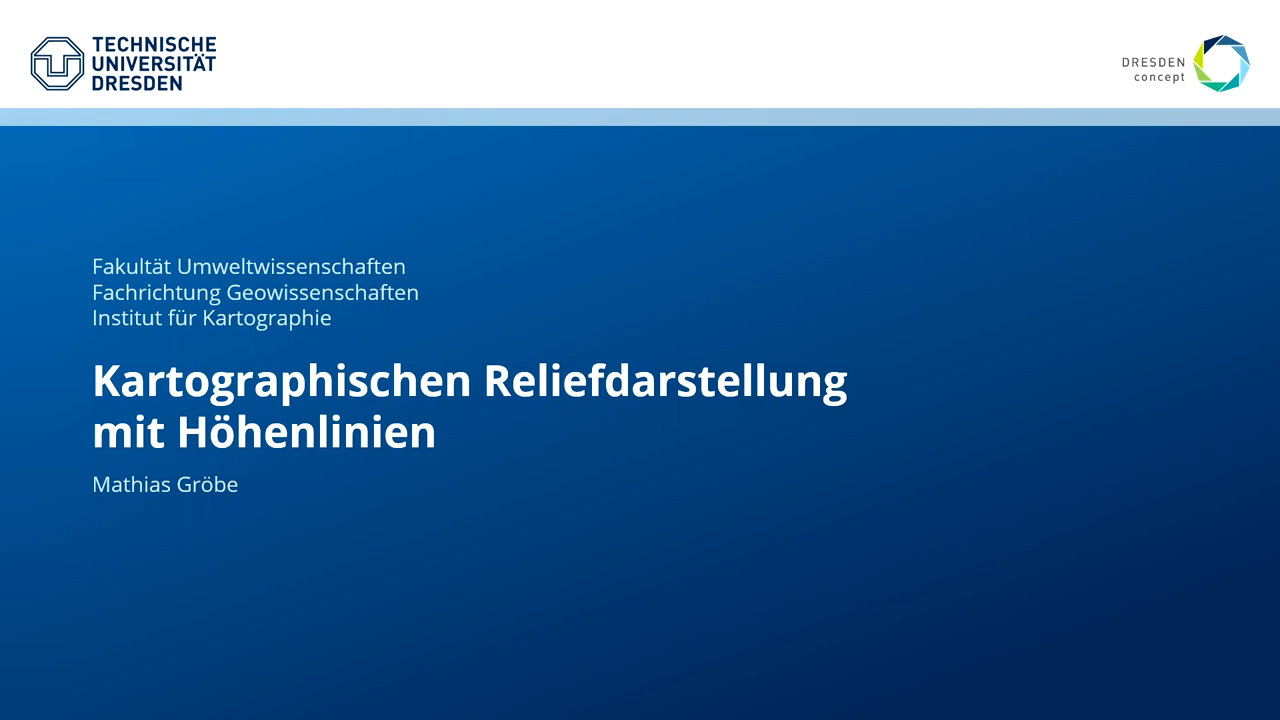 TECHNISCHE
UNIVERSITÄT
DRESDEN
DRESDEN
concept
Fakultät Umweltwissenschaften
Fachrichtung Geowissenschaften
Institut für Kartographie
Kartographischen Reliefdarstellung
mit Höhenlinien
Mathias Gröbe